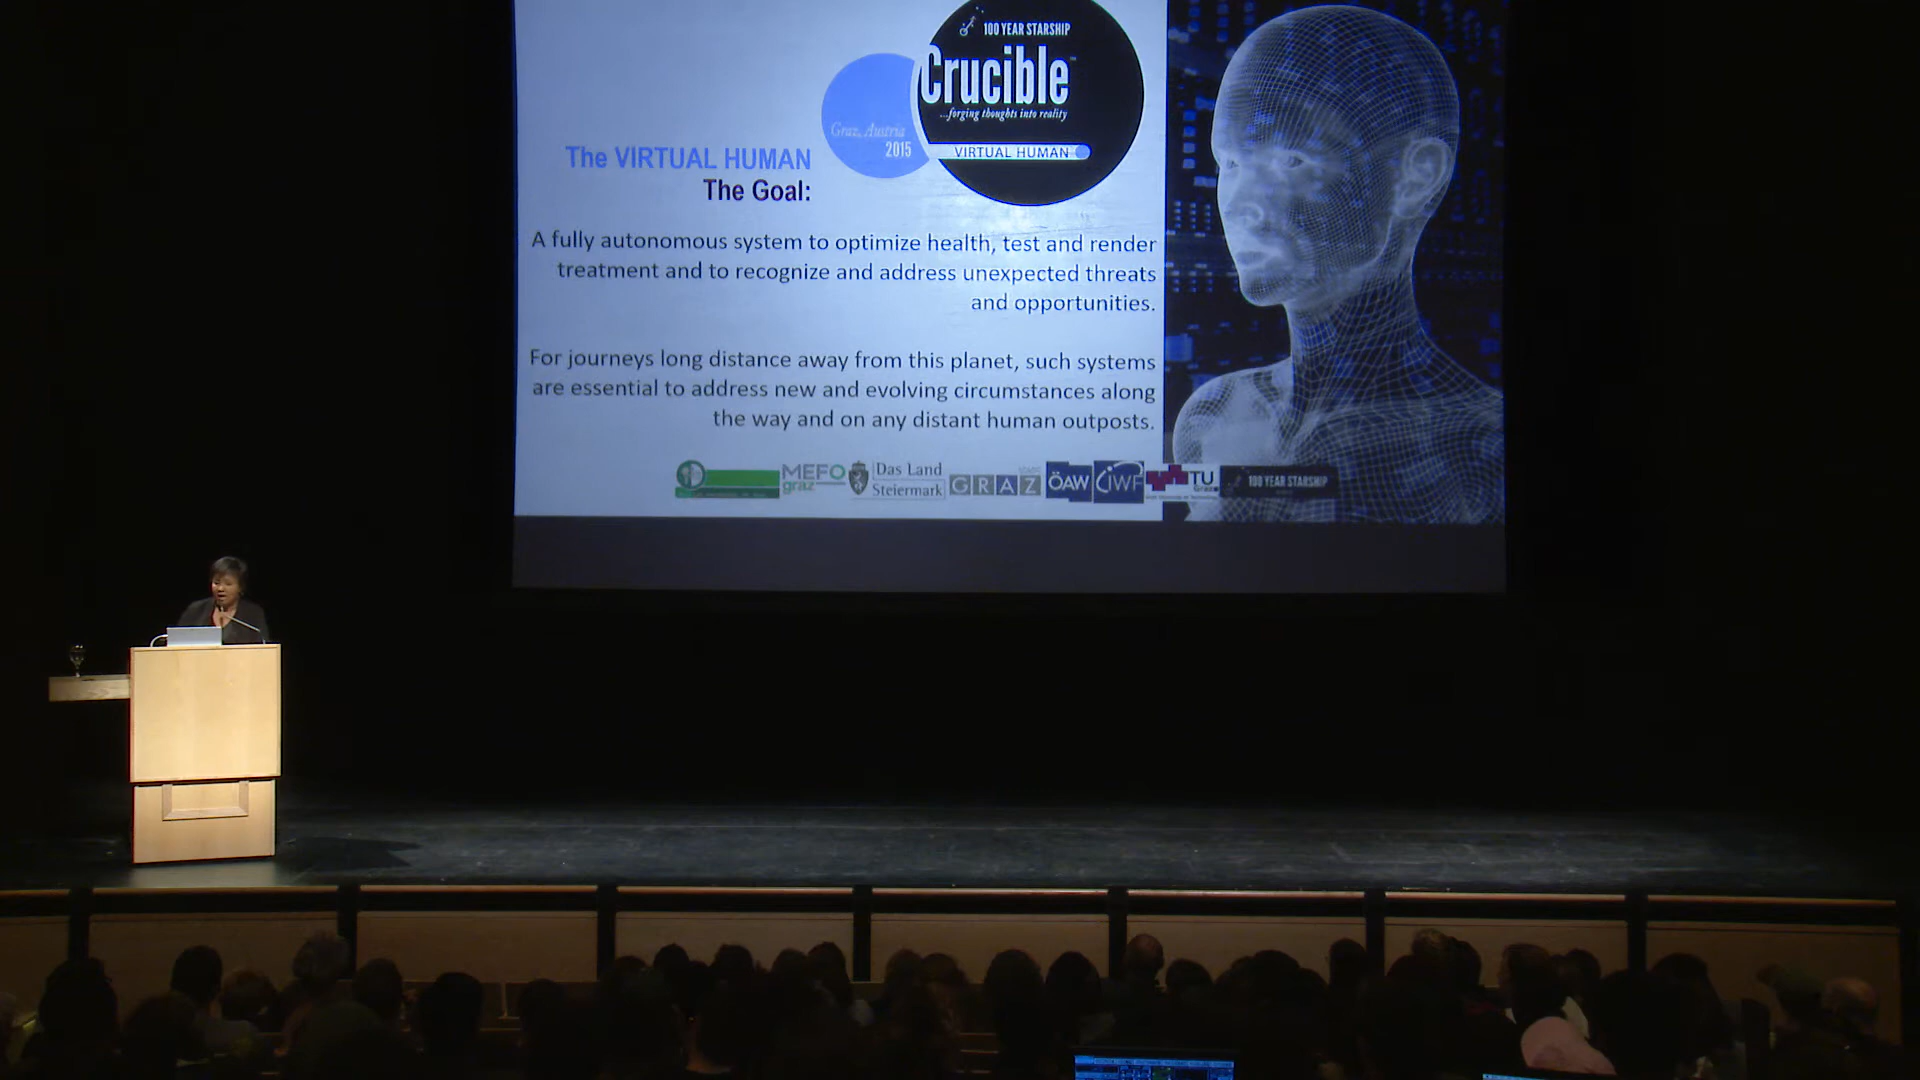 100 YEAR STARSHIP
Crucible
...forging thoughts into reality
Graz, Austria
2015
VIRTUAL HUMAN
The VIRTUAL HUMAN
The Goal:
A fully autonomous system to optimize health, test and render
treatment and to recognize and address unexpected threats
and opportunities.
For journeys long distance away from this planet, such systems
are essential to address new and evolving circumstances along
the way and on any distant human outposts.
MEFO
graz
Das Land
Steiermark
GRAZ
ÖAW
IWF
TU
Graz
100 YEAR STARSHIP